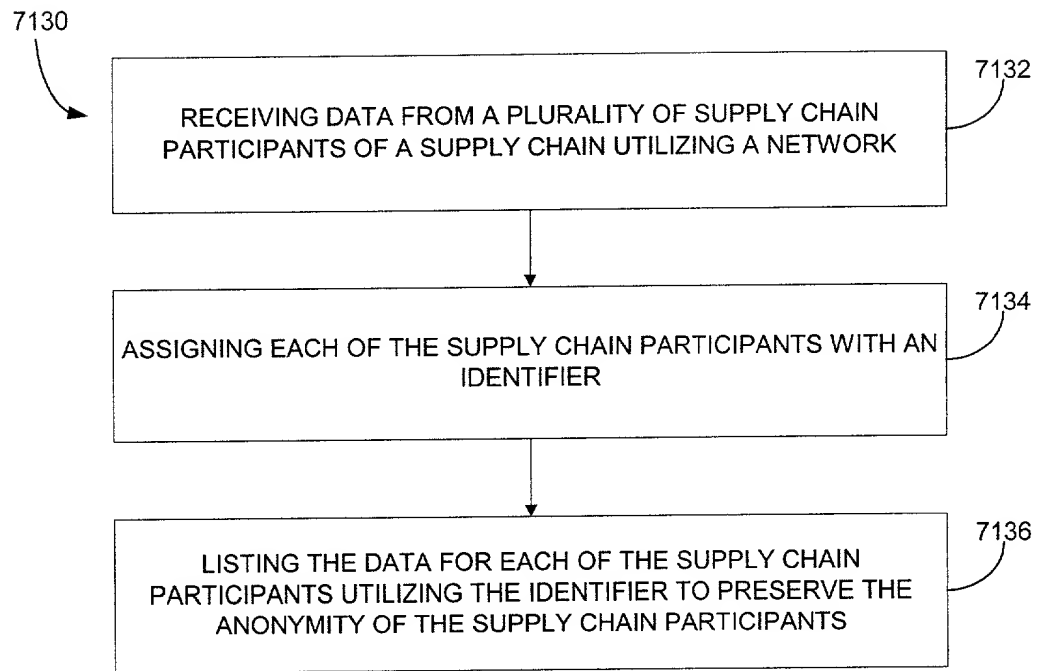 7130
7132
RECEIVING DATA FROM A PLURALITY OF SUPPLY CHAIN
PARTICIPANTS OF A SUPPLY CHAIN UTILIZING A NETWORK
7134
ASSIGNING EACH OF THE SUPPLY CHAIN PARTICIPANTS WITH AN
IDENTIFIER
7136
LISTING THE DATA FOR EACH OF THE SUPPLY CHAIN
PARTICIPANTS UTILIZING THE IDENTIFIER TO PRESERVE THE
ANONYMITY OF THE SUPPLY CHAIN PARTICIPANTS